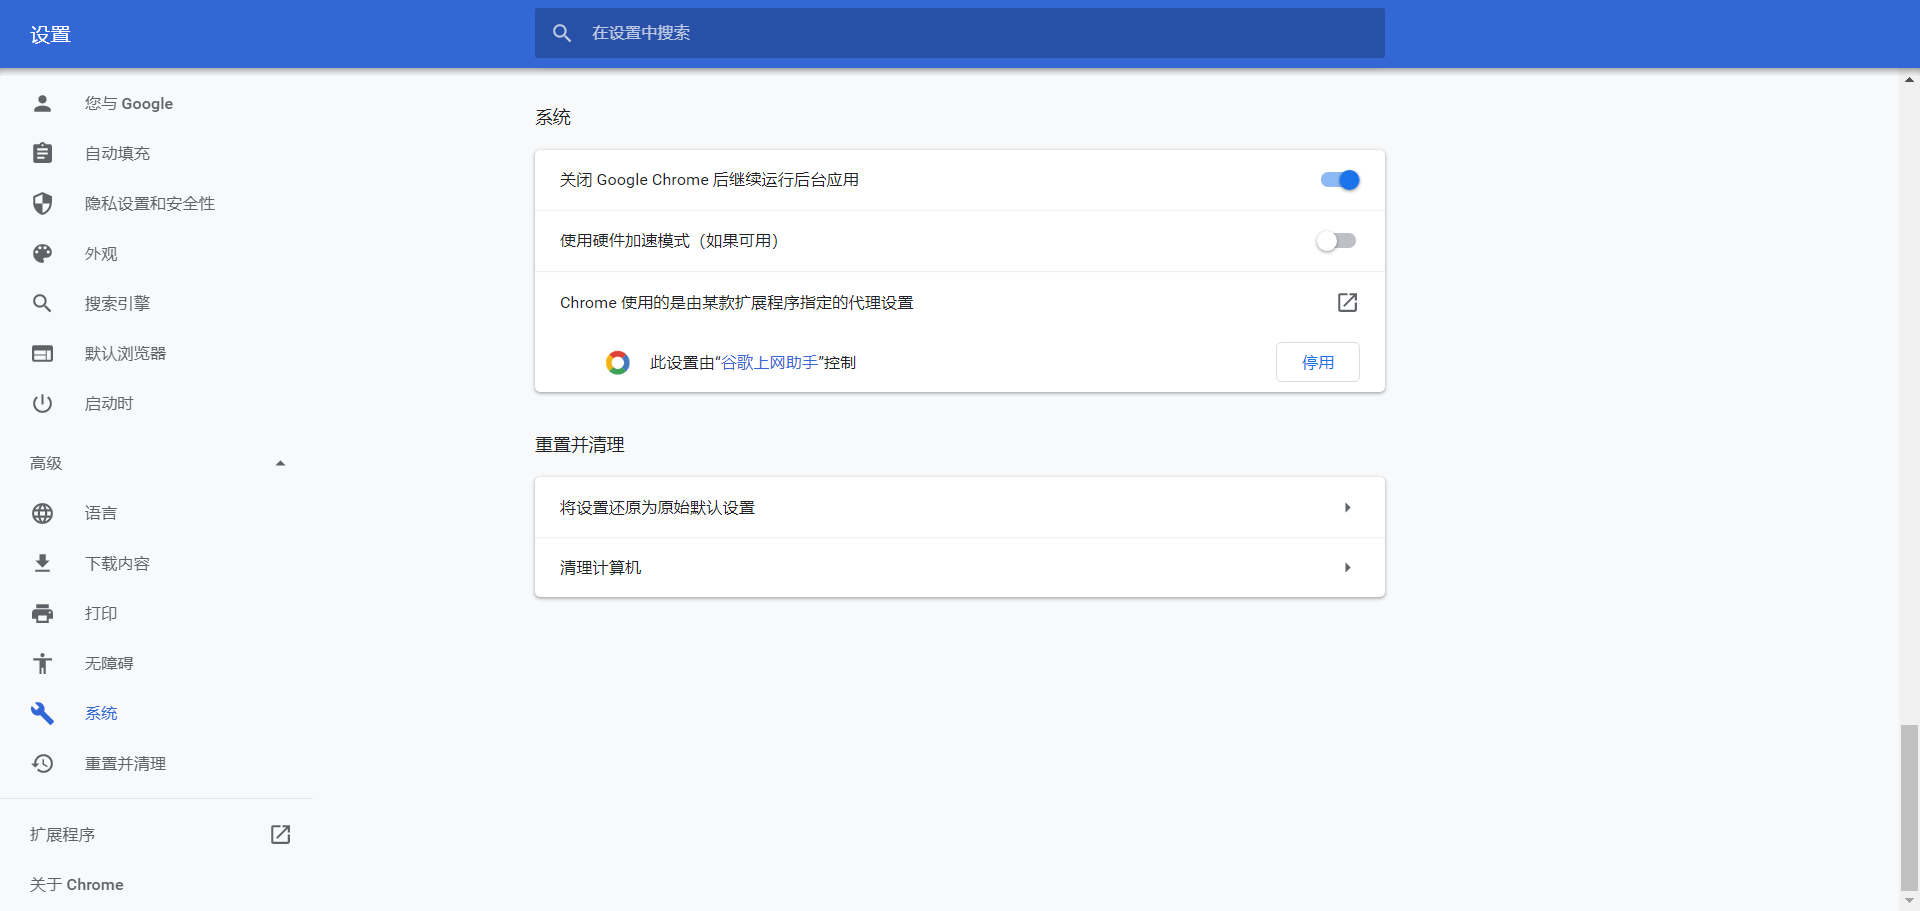 设置
在设置中搜索
您与 Google
自动填充
隐私设置和安全性
外观
搜索引擎
默认浏览器
启动时
高级
语言
下载内容
打印
无障碍
系统
重置并清理
扩展程序
关于 Chrome
系统
关闭 Google Chrome 后继续运行后台应用
使用硬件加速模式（如果可用）
Chrome 使用的是由某款扩展程序指定的代理设置
此设置由“谷歌上网助手”控制
停用
重置并清理
将设置还原为原始默认设置
清理计算机